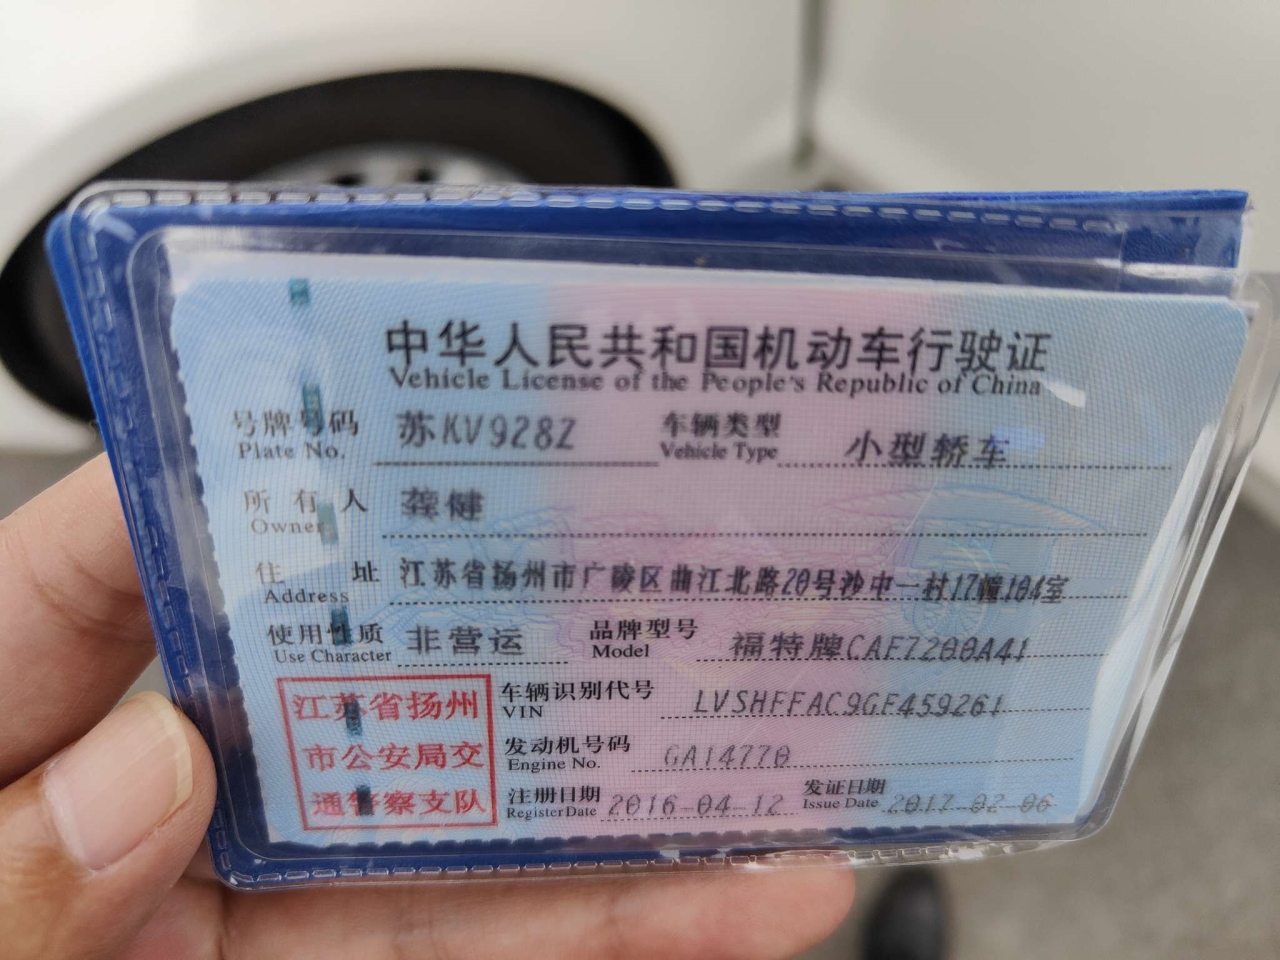 中华人民共和国机动车行驶证
Vehicle License of the People's Republic of China
号牌号码 苏KV928Z 车辆类型 小型轿车
Plate No. Vehicle Type
所有人 龚健
Owner
住址 江苏省扬州市广陵区曲江北路20号沙中一村17幢104室
Address
使用性质 非营运 品牌型号 福特牌CAF7200A41
Use Character Model
江苏省扬州
市公安局交
通警察支队
车辆识别代号 LVSHFFAC9GF459261
VIN
发动机号码 GA14770
Engine No.
注册日期 2016-04-12 发证日期 2017-02-06
Register Date Issue Date